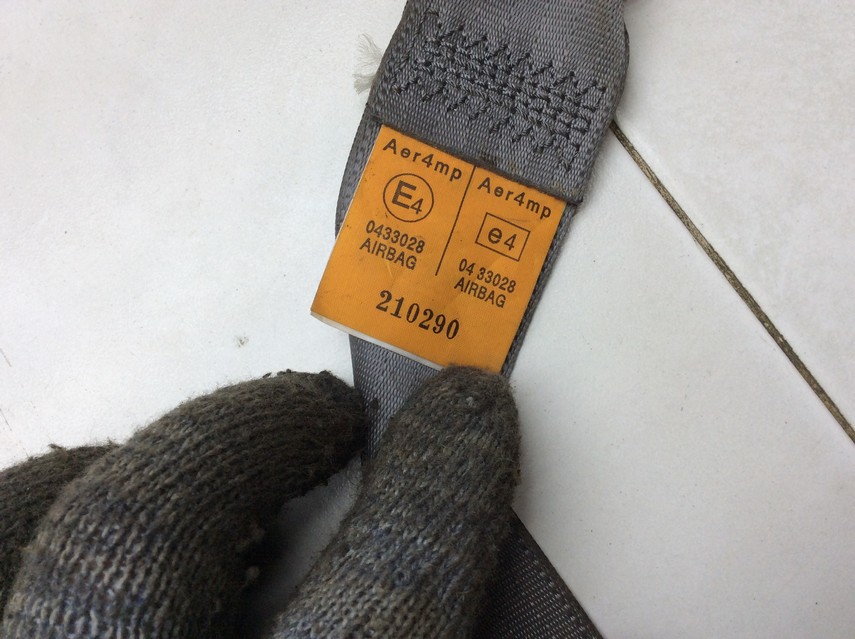 Aer4mp
E4
0433028
AIRBAG
Aer4mp
e4
04 33028
AIRBAG
210290